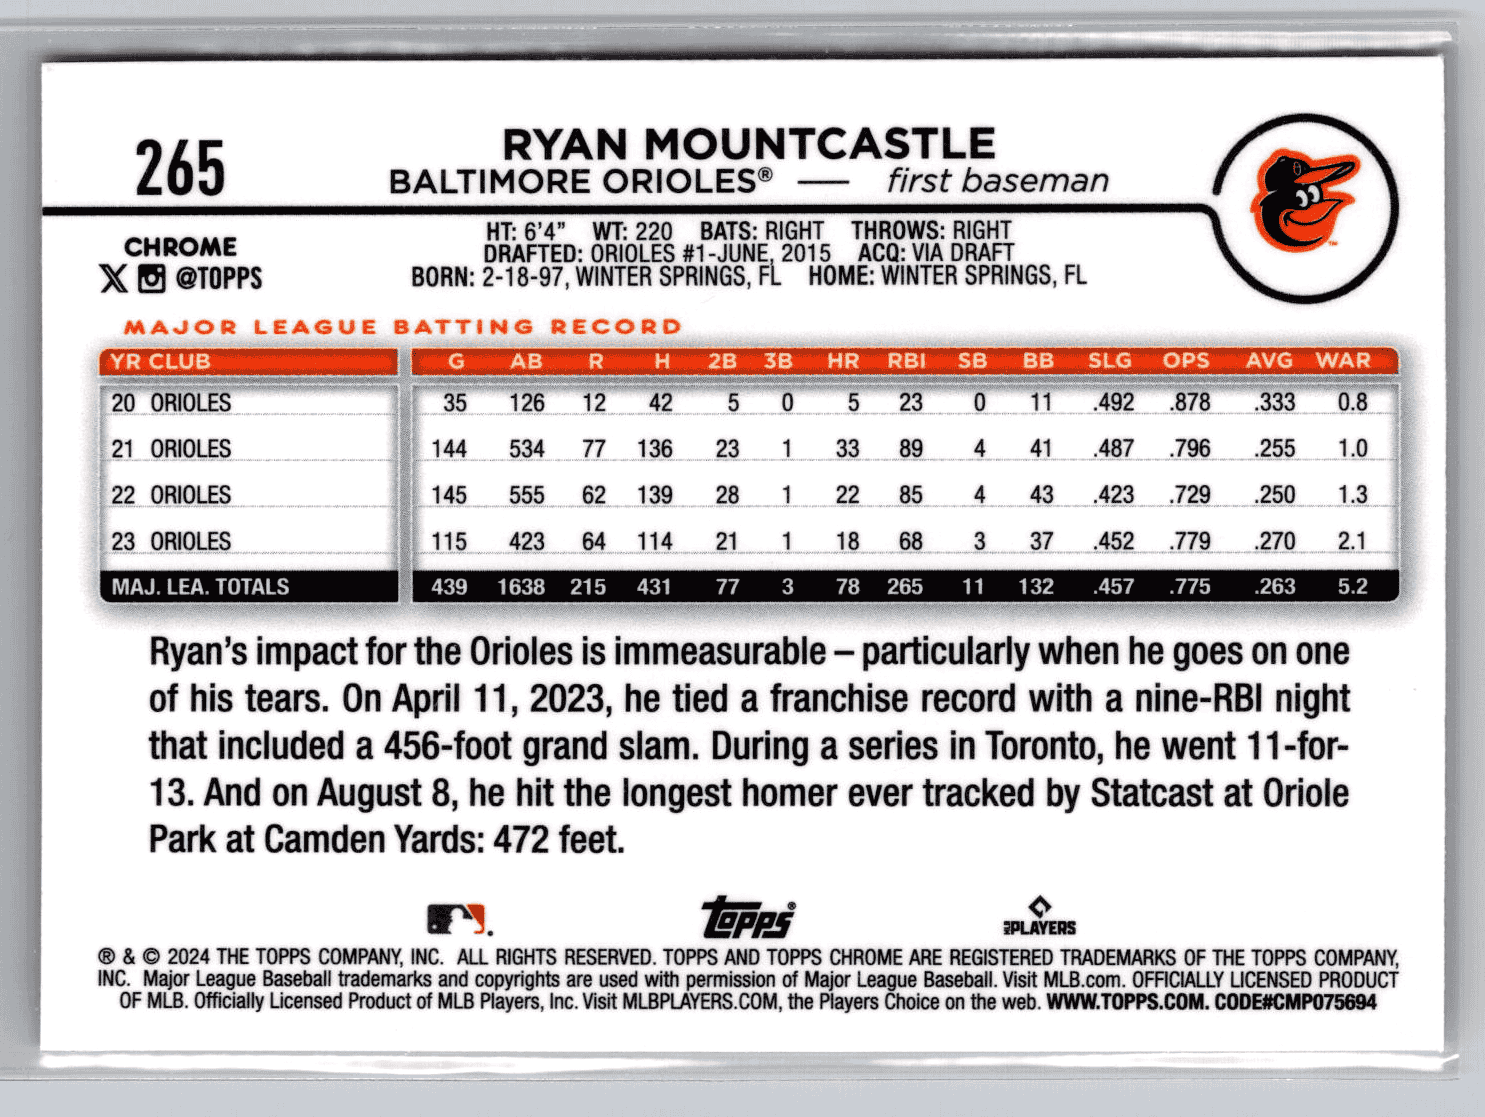 265
RYAN MOUNTCASTLE
BALTIMORE ORIOLES® — first baseman
CHROME
@TOPPS
HT: 6'4" WT: 220 BATS: RIGHT THROWS: RIGHT
DRAFTED: ORIOLES #1-JUNE, 2015 ACQ: VIA DRAFT
BORN: 2-18-97, WINTER SPRINGS, FL HOME: WINTER SPRINGS, FL
MAJOR LEAGUE BATTING RECORD
YR CLUB G AB R H 2B 3B HR RBI SB BB SLG OPS AVG WAR
20 ORIOLES 35 126 12 42 5 0 5 23 0 11 .492 .878 .333 0.8
21 ORIOLES 144 534 77 136 23 1 33 89 4 41 .487 .796 .255 1.0
22 ORIOLES 145 555 62 139 28 1 22 85 4 43 .423 .729 .250 1.3
23 ORIOLES 115 423 64 114 21 1 18 68 3 37 .452 .779 .270 2.1
MAJ. LEA. TOTALS 439 1638 215 431 77 3 78 265 11 132 .457 .775 .263 5.2
Ryan's impact for the Orioles is immeasurable – particularly when he goes on one
of his tears. On April 11, 2023, he tied a franchise record with a nine-RBI night
that included a 456-foot grand slam. During a series in Toronto, he went 11-for-
13. And on August 8, he hit the longest homer ever tracked by Statcast at Oriole
Park at Camden Yards: 472 feet.
Topps®
PLAYERS
® & © 2024 THE TOPPS COMPANY, INC. ALL RIGHTS RESERVED. TOPPS AND TOPPS CHROME ARE REGISTERED TRADEMARKS OF THE TOPPS COMPANY,
INC. Major League Baseball trademarks and copyrights are used with permission of Major League Baseball. Visit MLB.com. OFFICIALLY LICENSED PRODUCT
OF MLB. Officially Licensed Product of MLB Players, Inc. Visit MLBPLAYERS.COM, the Players Choice on the web. WWW.TOPPS.COM. CODE#CMP075694